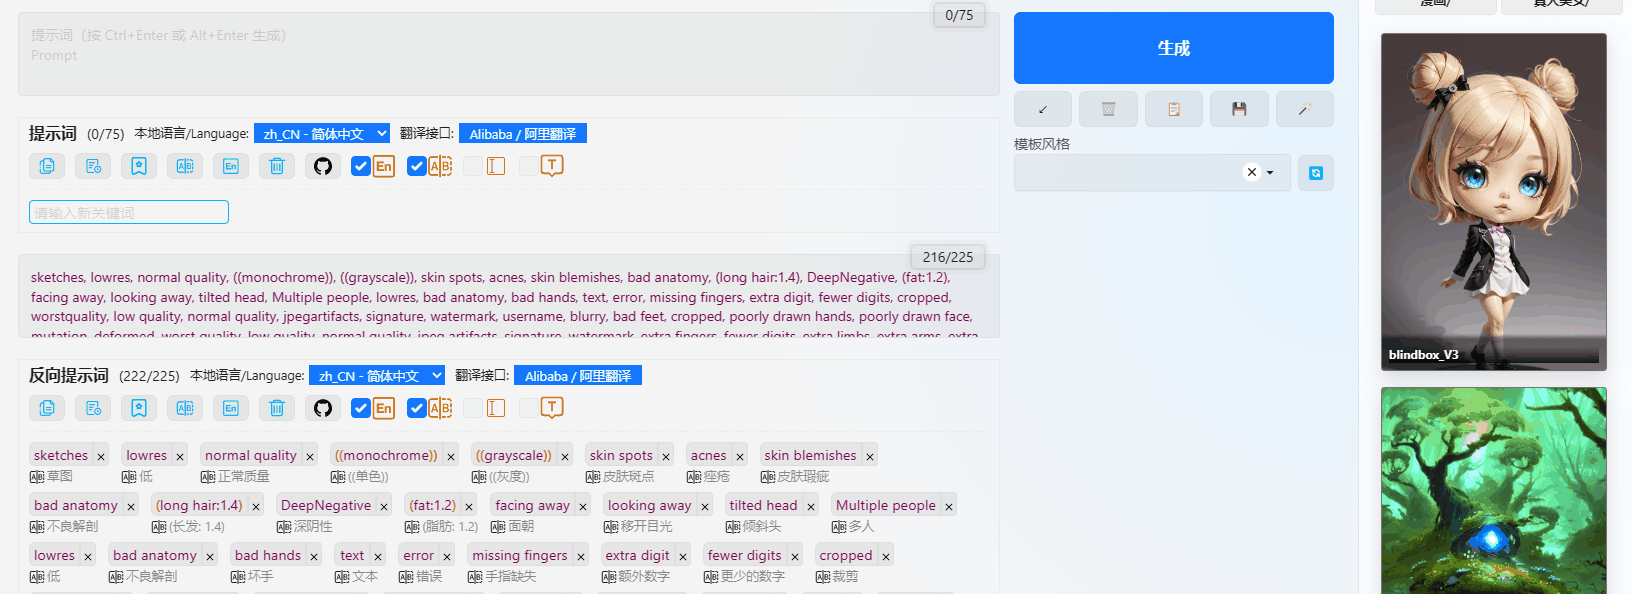 漫画/
真人美女/
0/75
提示词（按 Ctrl+Enter 或 Alt+Enter 生成）
Prompt
生成
提示词 (0/75) 本地语言/Language: zh_CN - 简体中文 翻译接口: Alibaba / 阿里翻译
En
请输入新关键词
模板风格
216/225
sketches, lowres, normal quality, ((monochrome)), ((grayscale)), skin spots, acnes, skin blemishes, bad anatomy, (long hair:1.4), DeepNegative, (fat:1.2),
facing away, looking away, tilted head, Multiple people, lowres, bad anatomy, bad hands, text, error, missing fingers, extra digit, fewer digits, cropped,
worstquality, low quality, normal quality, jpegartifacts, signature, watermark, username, blurry, bad feet, cropped, poorly drawn hands, poorly drawn face,
mutation, deformed, worst quality, low quality, normal quality, jpeg artifacts, signature, watermark, extra fingers, fewer digits, extra limbs, extra arms, extra
反向提示词 (222/225) 本地语言/Language: zh_CN - 简体中文 翻译接口: Alibaba / 阿里翻译
En
sketches × lowres × normal quality × ((monochrome)) × ((grayscale)) × skin spots × acnes × skin blemishes ×
草图 低 正常质量 ((单色)) ((灰度)) 皮肤斑点 痤疮 皮肤瑕疵
bad anatomy × (long hair:1.4) × DeepNegative × (fat:1.2) × facing away × looking away × tilted head × Multiple people ×
不良解剖 (长发: 1.4) 深阴性 (脂肪: 1.2) 面朝 移开目光 倾斜头 多人
lowres × bad anatomy × bad hands × text × error × missing fingers × extra digit × fewer digits × cropped ×
低 不良解剖 坏手 文本 错误 手指缺失 额外数字 更少的数字 裁剪
blindbox_V3